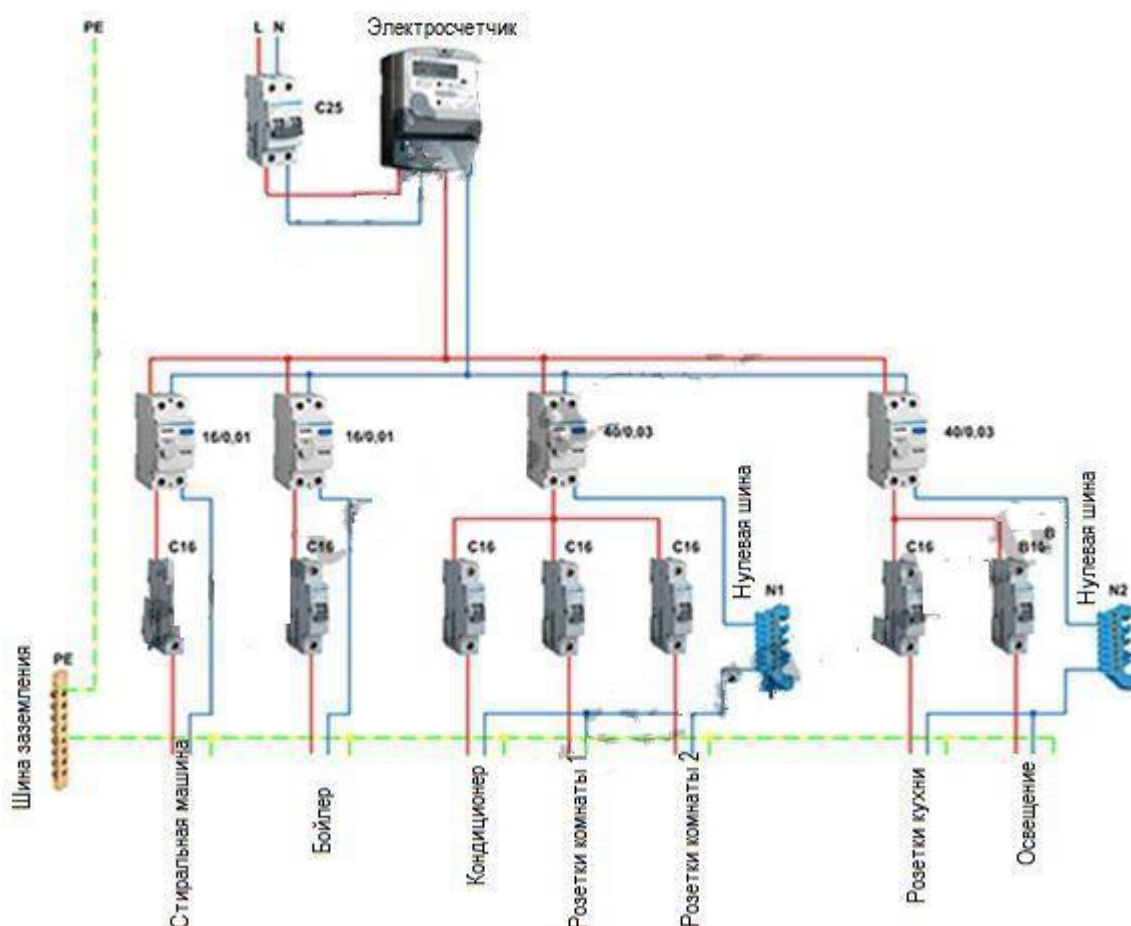 PE
L N
Электросчетчик
C25
16/0,01
16/0,01
40/0,03
40/0,03
C16
C16
C16
C16
C16
C16
Нулевая шина
N1
Нулевая шина
N2
PE
Шина заземления
Стиральная машина
Бойлер
Кондиционер
Розетки комнаты 1
Розетки комнаты 2
Розетки кухни
Освещение